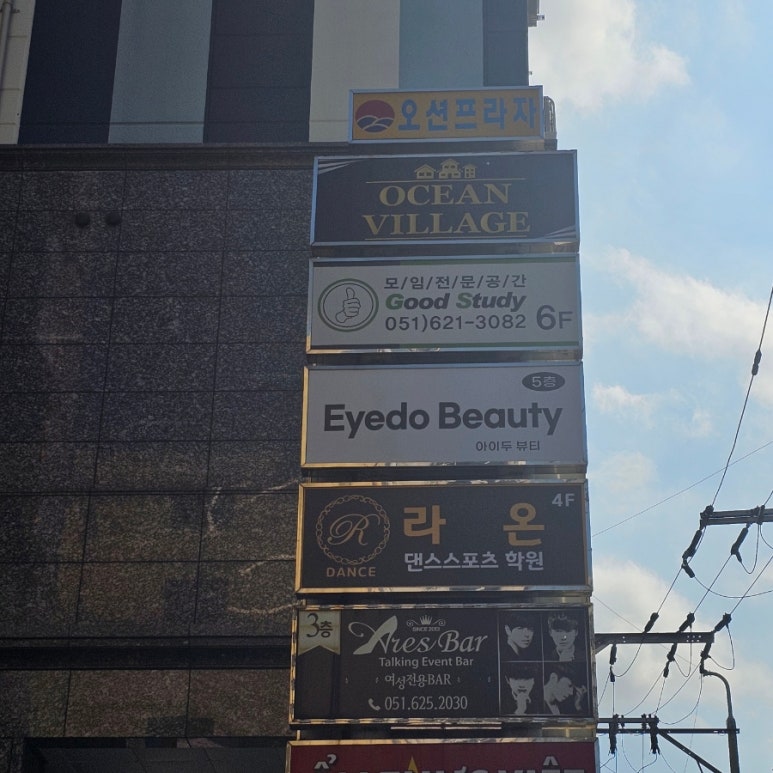 오션프라자
OCEAN
VILLAGE
모/임/전/문/공/간
Good Study
051)621-3082 6F
5층
Eyedo Beauty
아이두 뷰티
4F
R
DANCE
라 온
댄스스포츠 학원
3층
SINCE 2013
Ares Bar
Talking Event Bar
여성전용BAR
051.625.2030